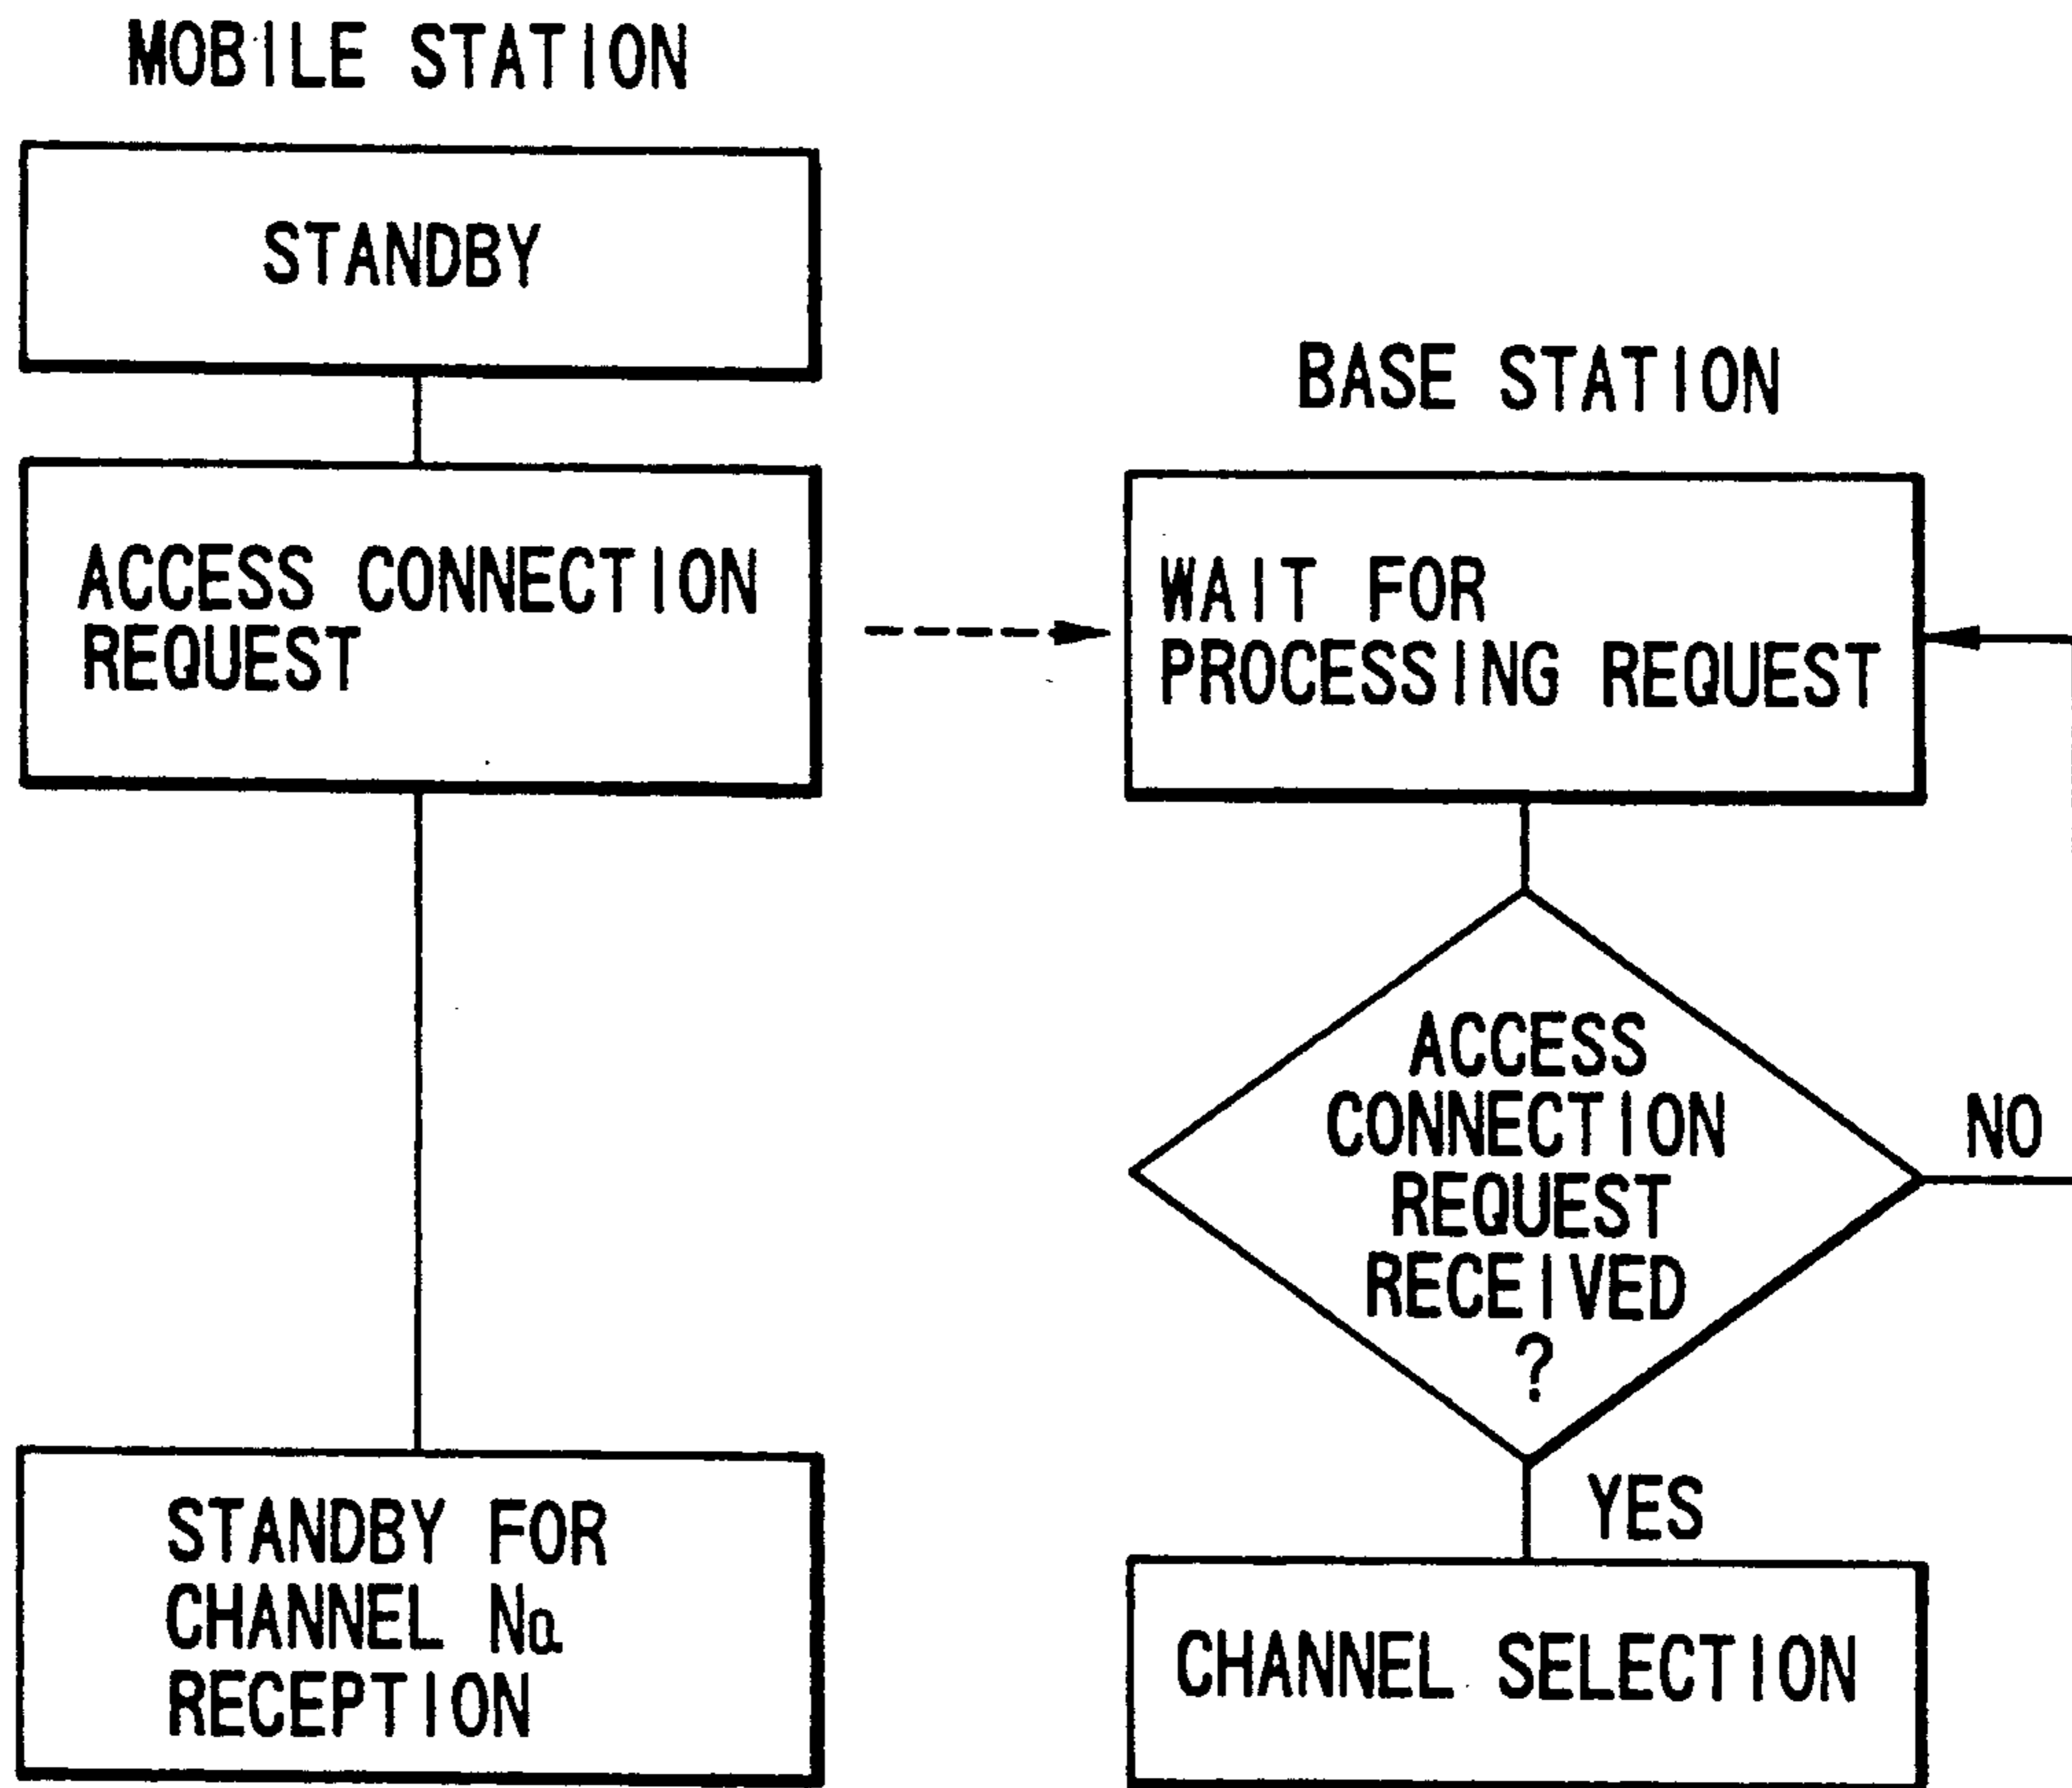 MOBILE STATION
STANDBY
ACCESS CONNECTION
REQUEST
STANDBY FOR
CHANNEL No.
RECEPTION
BASE STATION
WAIT FOR
PROCESSING REQUEST
ACCESS
CONNECTION
REQUEST
RECEIVED
?
NO
YES
CHANNEL SELECTION